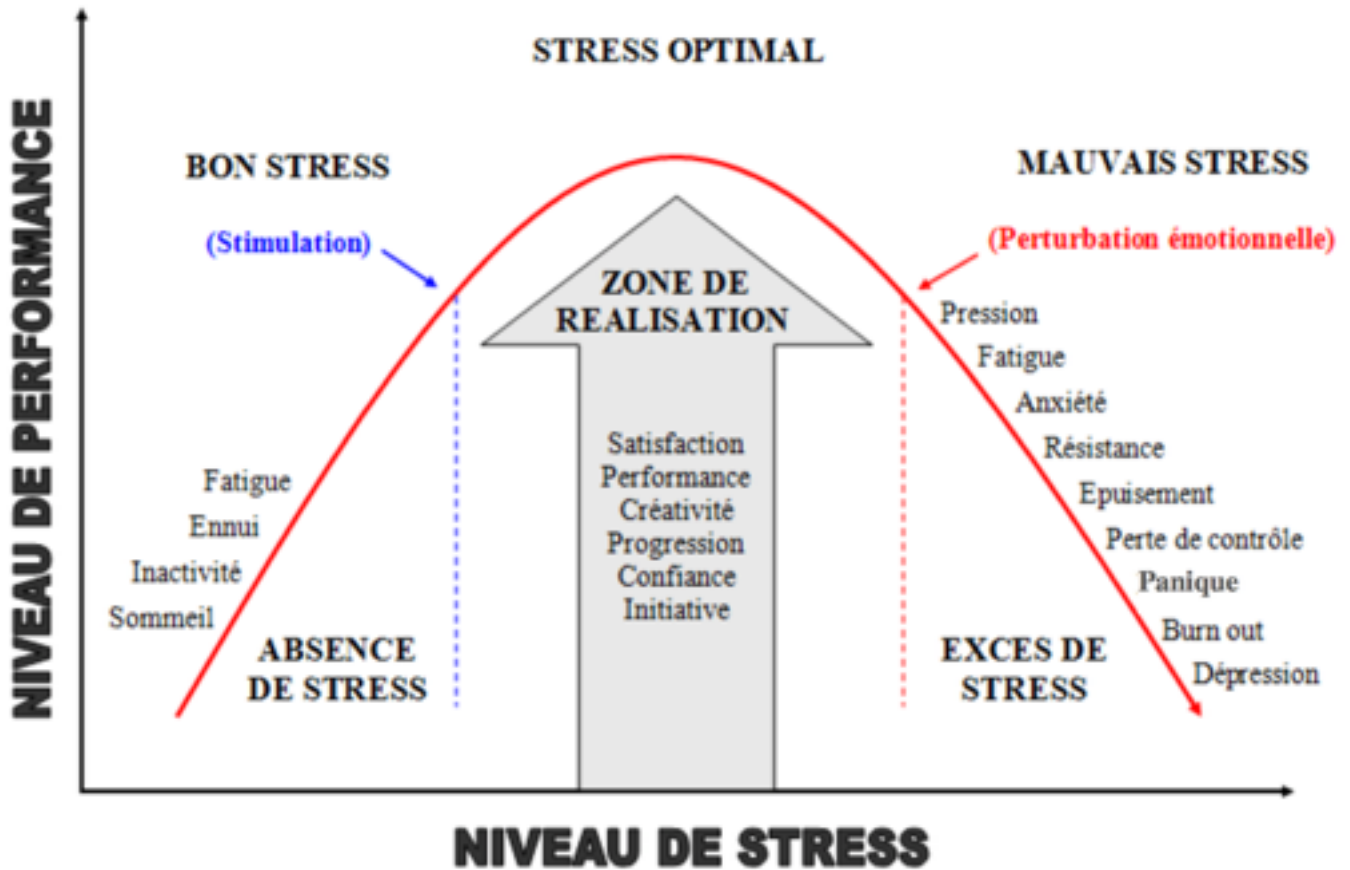 STRESS OPTIMAL
BON STRESS
MAUVAIS STRESS
(Stimulation)
(Perturbation émotionnelle)
ZONE DE
REALISATION
Pression
Fatigue
Anxiété
Résistance
Epuisement
Perte de contrôle
Panique
Burn out
Dépression
Satisfaction
Performance
Créativité
Progression
Confiance
Initiative
Fatigue
Ennui
Inactivité
Sommeil
ABSENCE
DE STRESS
EXCES DE
STRESS
NIVEAU DE PERFORMANCE
NIVEAU DE STRESS